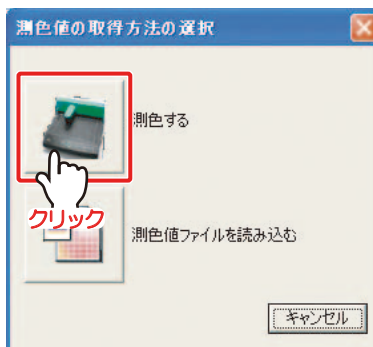 測色値の取得方法の選択
測色する
クリック
測色値ファイルを読み込む
キャンセル